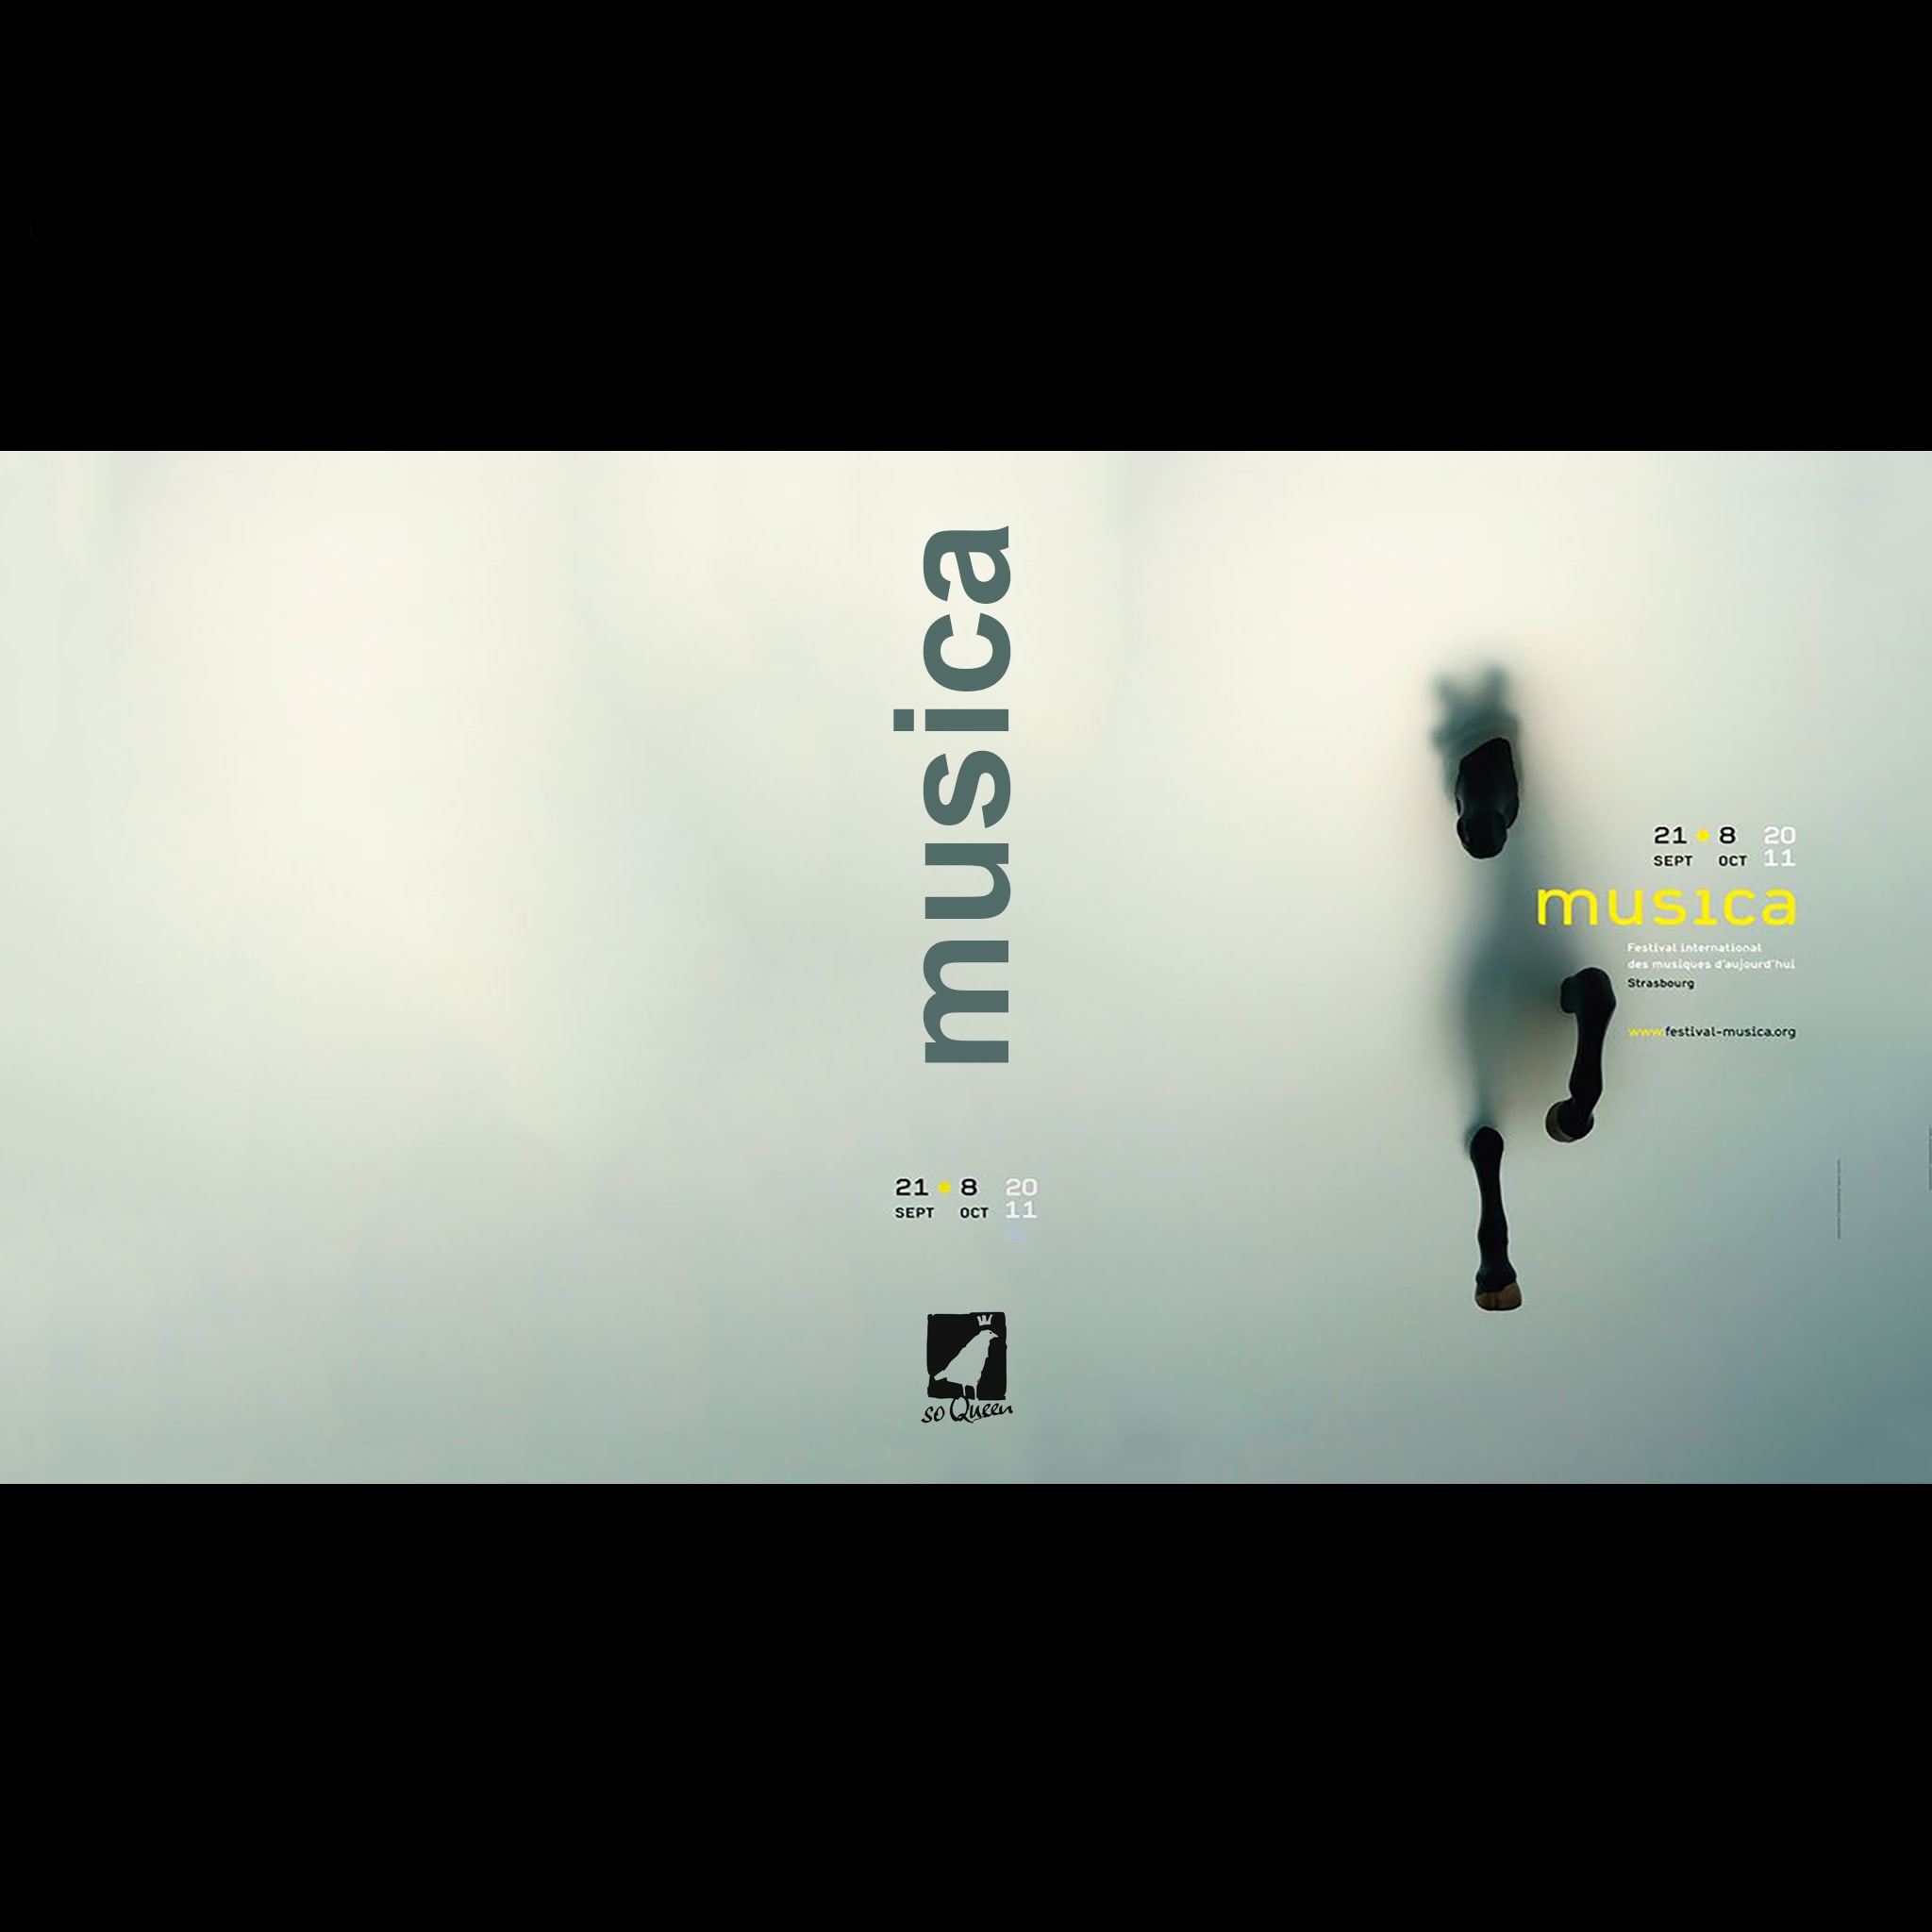 musica
21 • 8 20
SEPT OCT 11
so Queen
21 • 8 20
SEPT OCT 11
musica
Festival international
des musiques d'aujourd'hui
Strasbourg
www.festival-musica.org